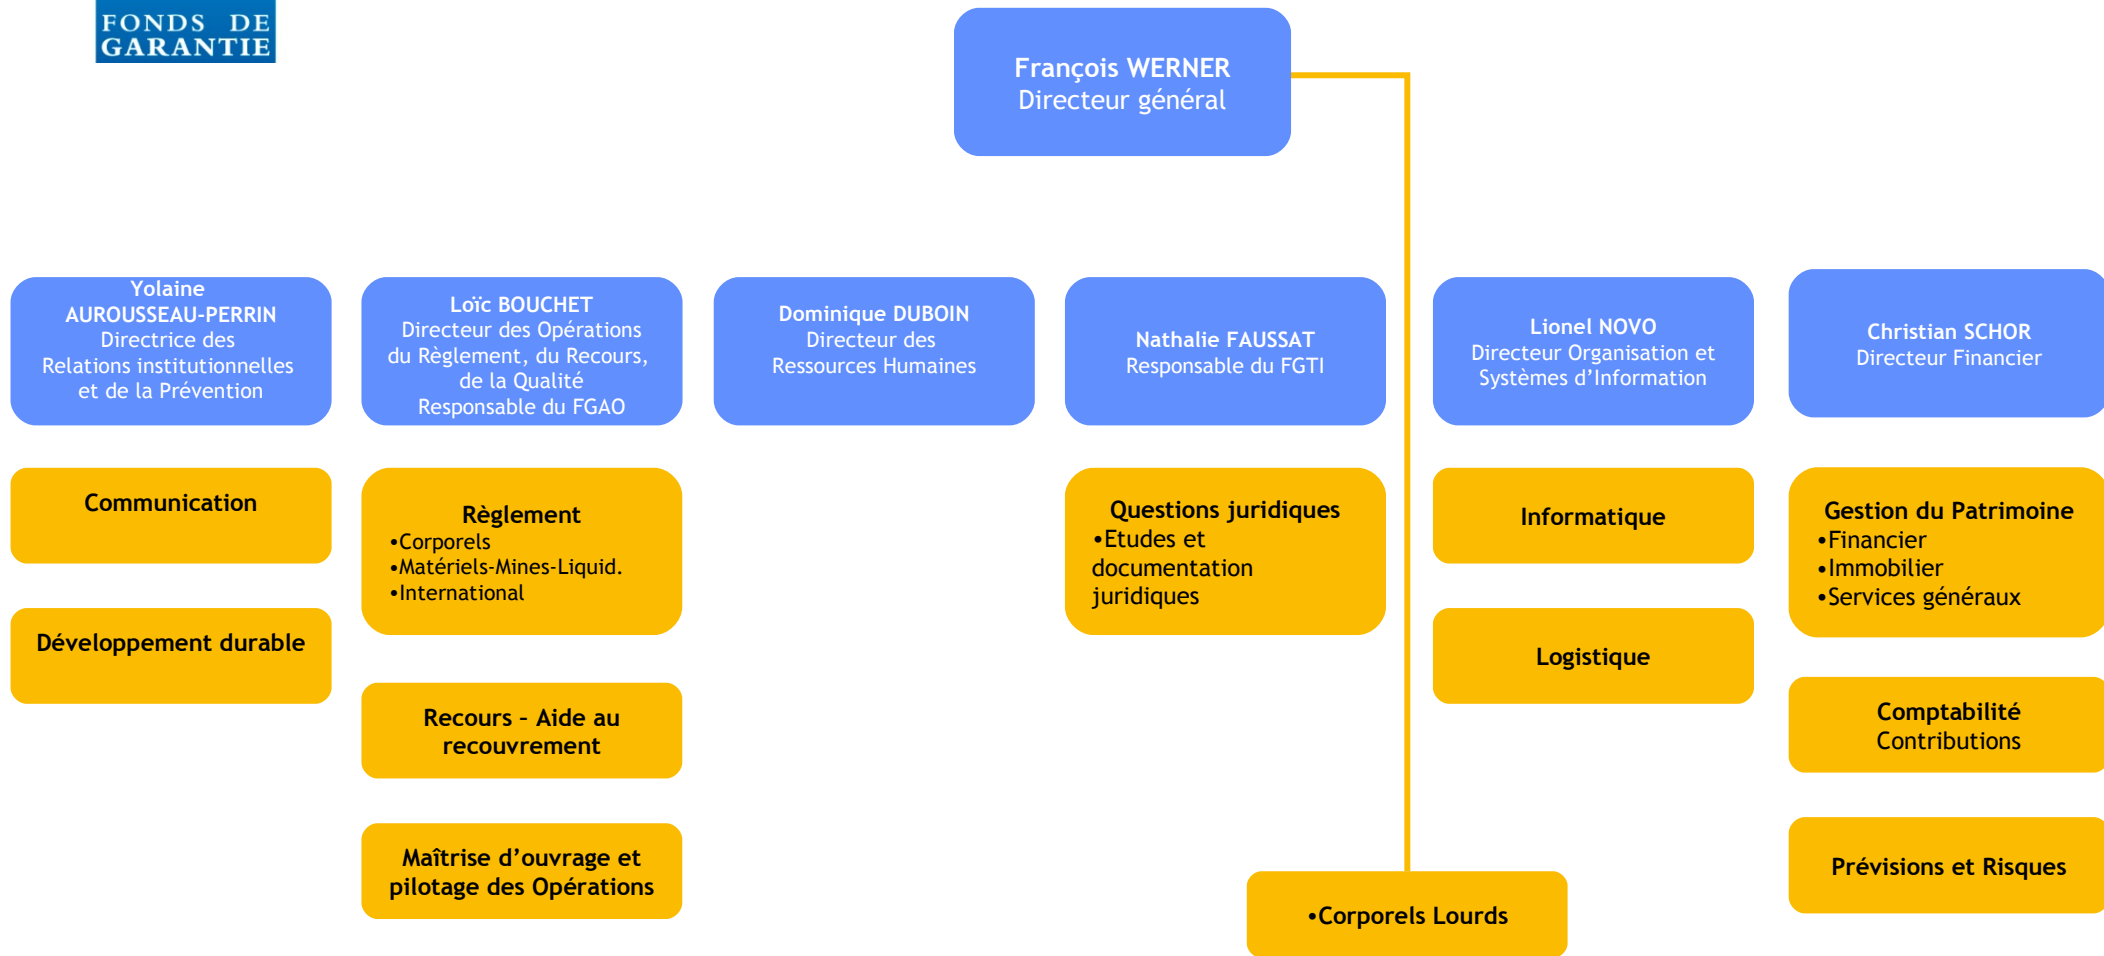 FONDS DE
GARANTIE
François WERNER
Directeur général
Yolaine
AUROUSSEAU-PERRIN
Directrice des
Relations institutionnelles
et de la Prévention
Loïc BOUCHET
Directeur des Opérations
du Règlement, du Recours,
de la Qualité
Responsable du FGAO
Dominique DUBOIN
Directeur des
Ressources Humaines
Nathalie FAUSSAT
Responsable du FGTI
Lionel NOVO
Directeur Organisation et
Systèmes d’Information
Christian SCHOR
Directeur Financier
Communication
Développement durable
Règlement
•Corporels
•Matériels-Mines-Liquid.
•International
Recours – Aide au
recouvrement
Maîtrise d’ouvrage et
pilotage des Opérations
Questions juridiques
•Etudes et
documentation
juridiques
Informatique
Logistique
Gestion du Patrimoine
•Financier
•Immobilier
•Services généraux
Comptabilité
Contributions
Prévisions et Risques
•Corporels Lourds